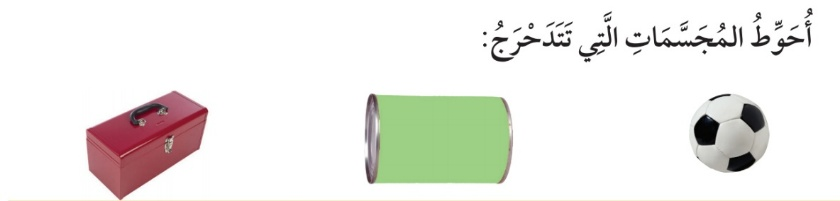 أُحَوِّطُ المُجَسَّمَاتِ الَّتِي تَتَدَحْرَجُ: